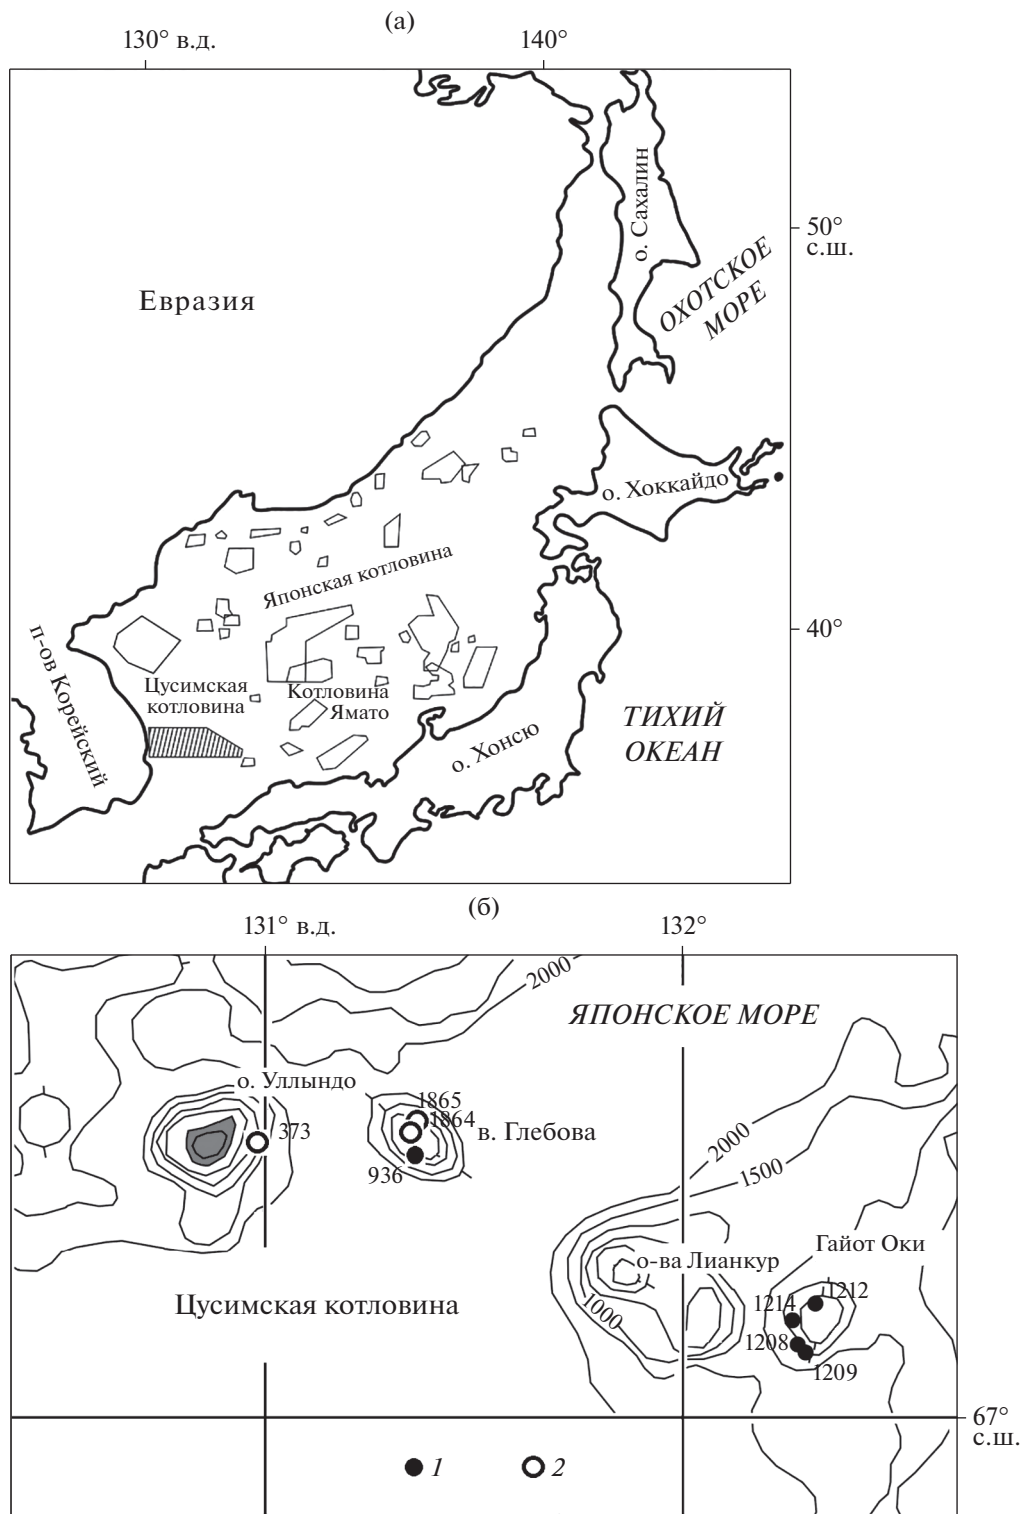 (а)
130° в.д.
140°
50°
с.ш.
о. Сахалин
ОХОТСКОЕ
МОРЕ
Евразия
о. Хоккайдо
Японская котловина
40°
п-ов Корейский
Цусимская
котловина
Котловина
Ямато
о. Хонсю
ТИХИЙ
ОКЕАН
(б)
131° в.д.
132°
2000
ЯПОНСКОЕ МОРЕ
о. Уллындо
373
1865
1864
в. Глебова
936
2000
1500
Гайот Оки
о-ва Лианкур
1000
Цусимская котловина
1214
1212
1208
1209
67°
с.ш.
1
2